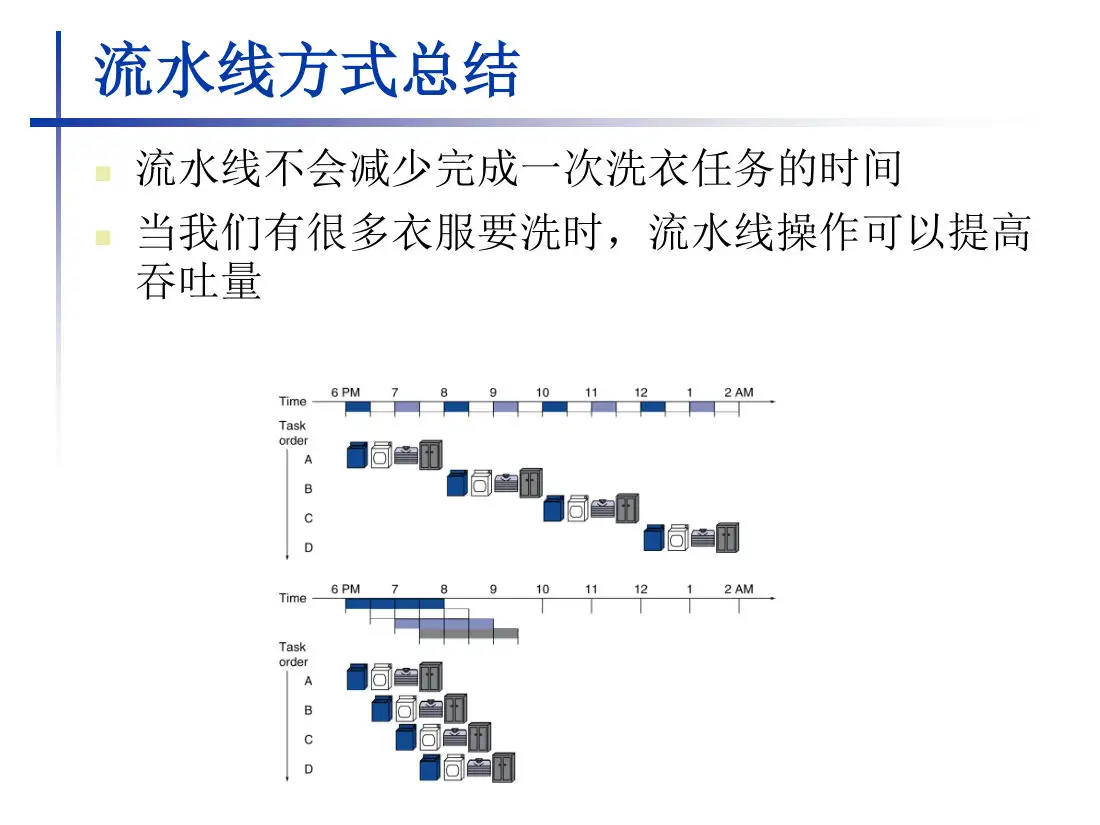 流水线方式总结
流水线不会减少完成一次洗衣任务的时间
当我们有很多衣服要洗时，流水线操作可以提高
吞吐量
6 PM 7 8 9 10 11 12 1 2 AM
Time
Task
order
A
B
C
D
6 PM 7 8 9 10 11 12 1 2 AM
Time
Task
order
A
B
C
D